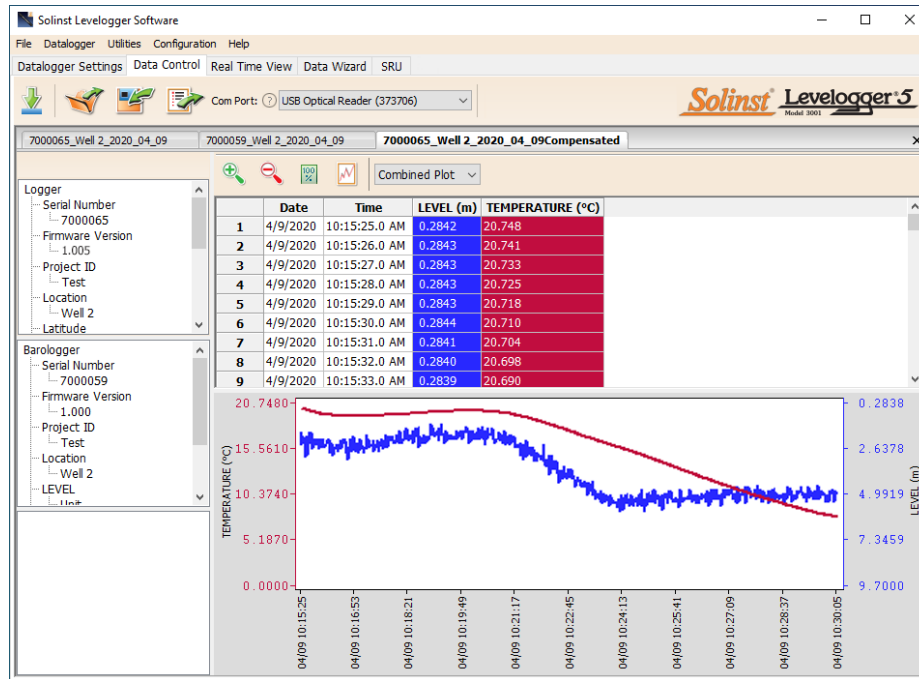 Solinst Levelogger Software
File Datalogger Utilities Configuration Help
Datalogger Settings Data Control Real Time View Data Wizard SRU
Com Port: ? USB Optical Reader (373706)
Solinst Levelogger 5
Model 3001
7000065_Well 2_2020_04_09 7000059_Well 2_2020_04_09 7000065_Well 2_2020_04_09Compensated
100 % Combined Plot
Logger
Serial Number
7000065
Firmware Version
1.005
Project ID
Test
Location
Well 2
Latitude
Barologger
Serial Number
7000059
Firmware Version
1.000
Project ID
Test
Location
Well 2
LEVEL
Unit
Date Time LEVEL (m) TEMPERATURE (°C)
1 4/9/2020 10:15:25.0 AM 0.2842 20.748
2 4/9/2020 10:15:26.0 AM 0.2843 20.741
3 4/9/2020 10:15:27.0 AM 0.2843 20.733
4 4/9/2020 10:15:28.0 AM 0.2843 20.725
5 4/9/2020 10:15:29.0 AM 0.2843 20.718
6 4/9/2020 10:15:30.0 AM 0.2844 20.710
7 4/9/2020 10:15:31.0 AM 0.2841 20.704
8 4/9/2020 10:15:32.0 AM 0.2840 20.698
9 4/9/2020 10:15:33.0 AM 0.2839 20.690
TEMPERATURE (°C)
20.7480
15.5610
10.3740
5.1870
0.0000
0.2838
2.6378
4.9919
7.3459
9.7000
LEVEL (m)
04/09 10:15:25
04/09 10:16:53
04/09 10:18:21
04/09 10:19:49
04/09 10:21:17
04/09 10:22:45
04/09 10:24:13
04/09 10:25:41
04/09 10:27:09
04/09 10:28:37
04/09 10:30:05